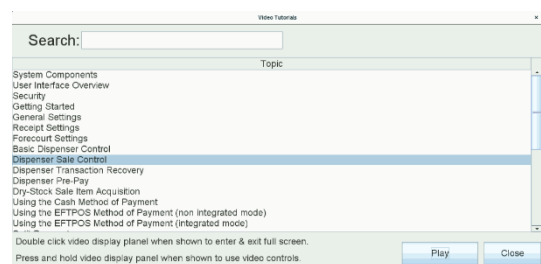 Video Tutorials
Search:
Topic
System Components
User Interface Overview
Security
Getting Started
General Settings
Receipt Settings
Forecourt Settings
Basic Dispenser Control
Dispenser Sale Control
Dispenser Transaction Recovery
Dispenser Pre-Pay
Dry-Stock Sale Item Acquisition
Using the Cash Method of Payment
Using the EFTPOS Method of Payment (non integrated mode)
Using the EFTPOS Method of Payment (integrated mode)
Double click video display planel when shown to enter & exit full screen.
Press and hold video display panel when shown to use video controls.
Play
Close